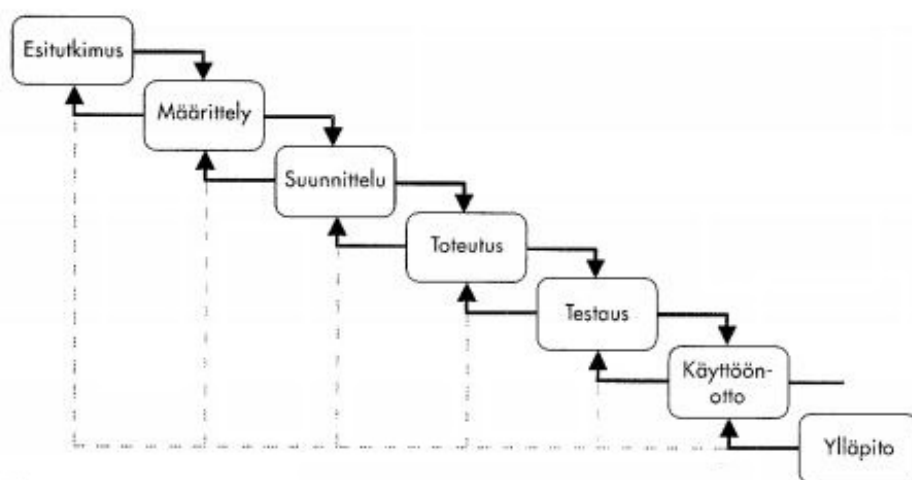 Esitutkimus
Määrittely
Suunnittelu
Toteutus
Testaus
Käyttöön-
otto
Ylläpito